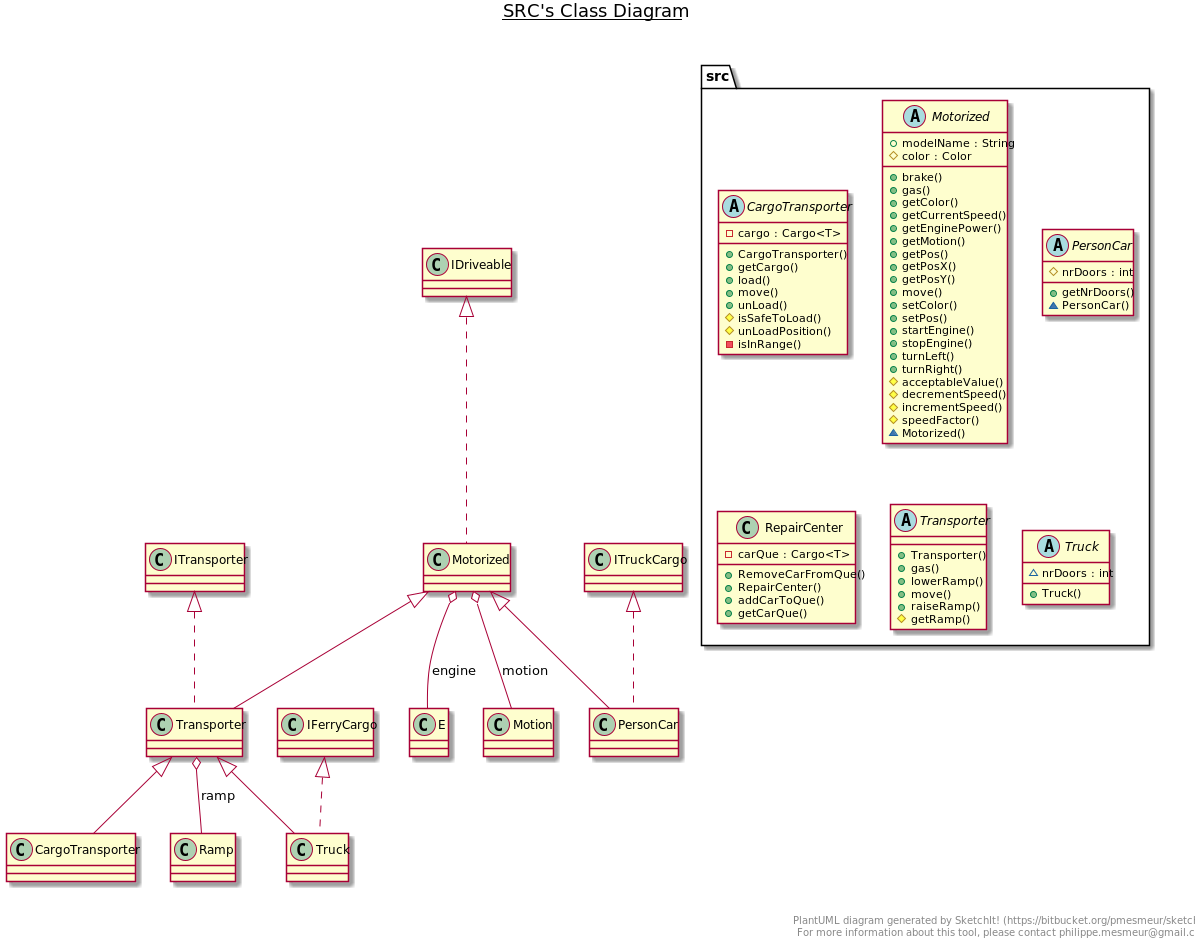 SRC's Class Diagram
src
A Motorized
modelName : String
color : Color
brake()
gas()
getColor()
getCurrentSpeed()
getEnginePower()
getMotion()
getPos()
getPosX()
getPosY()
move()
setColor()
setPos()
startEngine()
stopEngine()
turnLeft()
turnRight()
acceptableValue()
decrementSpeed()
incrementSpeed()
speedFactor()
Motorized()
A CargoTransporter
cargo : Cargo<T>
CargoTransporter()
getCargo()
load()
move()
unLoad()
isSafeToLoad()
unLoadPosition()
isInRange()
A PersonCar
nrDoors : int
getNrDoors()
PersonCar()
C IDriveable
C RepairCenter
carQue : Cargo<T>
RemoveCarFromQue()
RepairCenter()
addCarToQue()
getCarQue()
A Transporter
Transporter()
gas()
lowerRamp()
move()
raiseRamp()
getRamp()
A Truck
nrDoors : int
Truck()
C ITransporter
C Motorized
C ITruckCargo
engine
motion
C Transporter
C IFerryCargo
C E
C Motion
C PersonCar
ramp
C CargoTransporter
C Ramp
C Truck
PlantUML diagram generated by SketchIt! (https://bitbucket.org/pmesmeur/sketch
For more information about this tool, please contact philippe.mesmeur@gmail.c